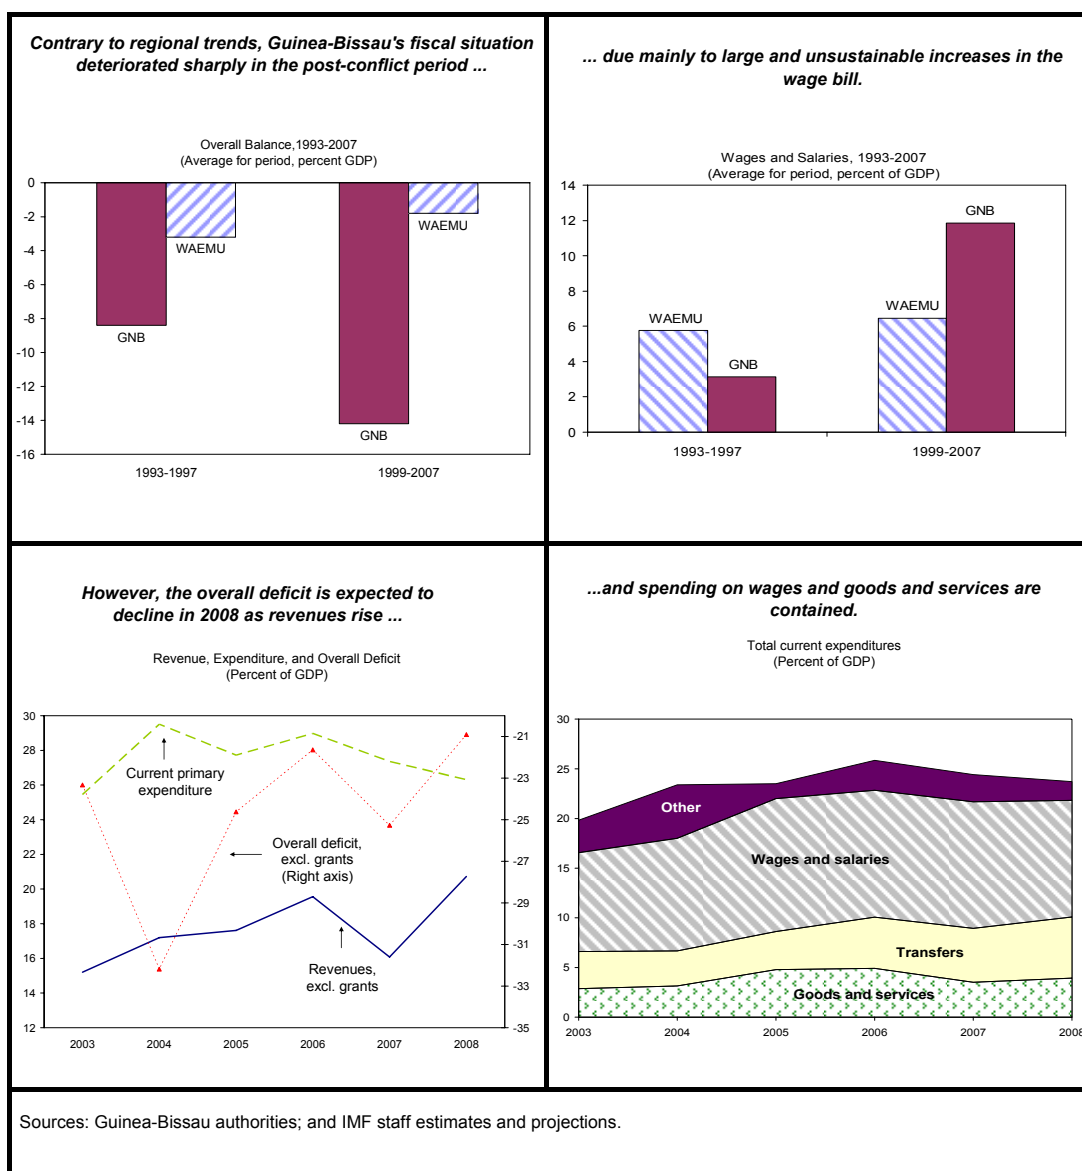 Contrary to regional trends, Guinea-Bissau's fiscal situation
deteriorated sharply in the post-conflict period ...
Overall Balance,1993-2007
(Average for period, percent GDP)
0
-2
-4
-6
-8
-10
-12
-14
-16
WAEMU
WAEMU
GNB
GNB
1993-1997
1999-2007
... due mainly to large and unsustainable increases in the
wage bill.
Wages and Salaries, 1993-2007
(Average for period, percent of GDP)
14
12
10
8
6
4
2
0
GNB
WAEMU
WAEMU
GNB
1993-1997
1999-2007
However, the overall deficit is expected to
decline in 2008 as revenues rise ...
Revenue, Expenditure, and Overall Deficit
(Percent of GDP)
30
28
26
24
22
20
18
16
14
12
Current primary
expenditure
Overall deficit,
excl. grants
(Right axis)
Revenues,
excl. grants
-21
-23
-25
-27
-29
-31
-33
-35
2003
2004
2005
2006
2007
2008
...and spending on wages and goods and services are
contained.
Total current expenditures
(Percent of GDP)
30
25
20
15
10
5
0
Other
Wages and salaries
Transfers
Goods and services
2003
2004
2005
2006
2007
2008
Sources: Guinea-Bissau authorities; and IMF staff estimates and projections.